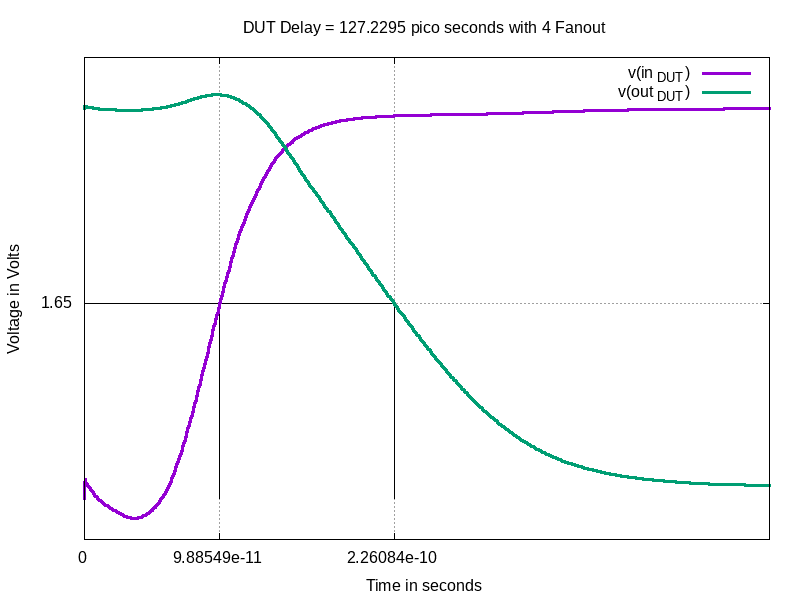 DUT Delay = 127.2295 pico seconds with 4 Fanout
v(in DUT)
v(out DUT)
Voltage in Volts
1.65
0 9.88549e-11 2.26084e-10
Time in seconds